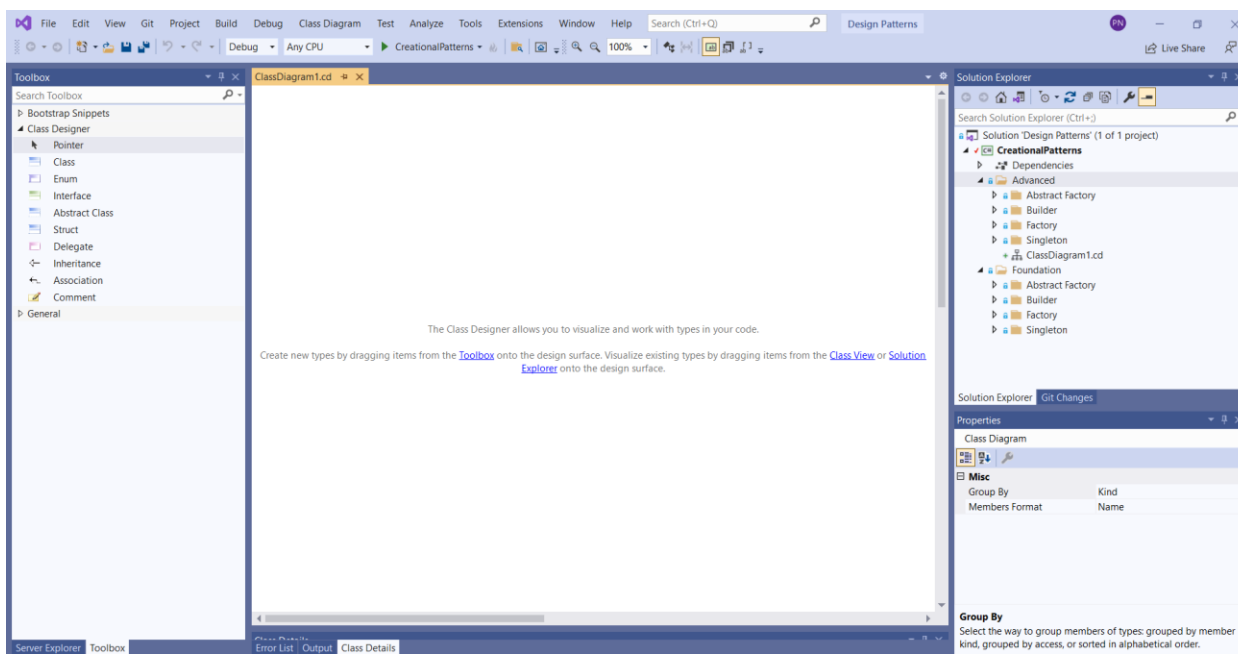 File Edit View Git Project Build Debug Class Diagram Test Analyze Tools Extensions Window Help Search (Ctrl+Q) Design Patterns PN
Debug Any CPU CreationalPatterns 100% Live Share
Toolbox
Search Toolbox
Bootstrap Snippets
Class Designer
Pointer
Class
Enum
Interface
Abstract Class
Struct
Delegate
Inheritance
Association
Comment
General
Server Explorer Toolbox
ClassDiagram1.cd
The Class Designer allows you to visualize and work with types in your code.
Create new types by dragging items from the Toolbox onto the design surface. Visualize existing types by dragging items from the Class View or Solution
Explorer onto the design surface.
Class Details
Error List Output Class Details
Solution Explorer
Search Solution Explorer (Ctrl+;)
Solution 'Design Patterns' (1 of 1 project)
C# CreationalPatterns
Dependencies
Advanced
Abstract Factory
Builder
Factory
Singleton
ClassDiagram1.cd
Foundation
Abstract Factory
Builder
Factory
Singleton
Solution Explorer Git Changes
Properties
Class Diagram
Misc
Group By Kind
Members Format Name
Group By
Select the way to group members of types: grouped by member
kind, grouped by access, or sorted in alphabetical order.